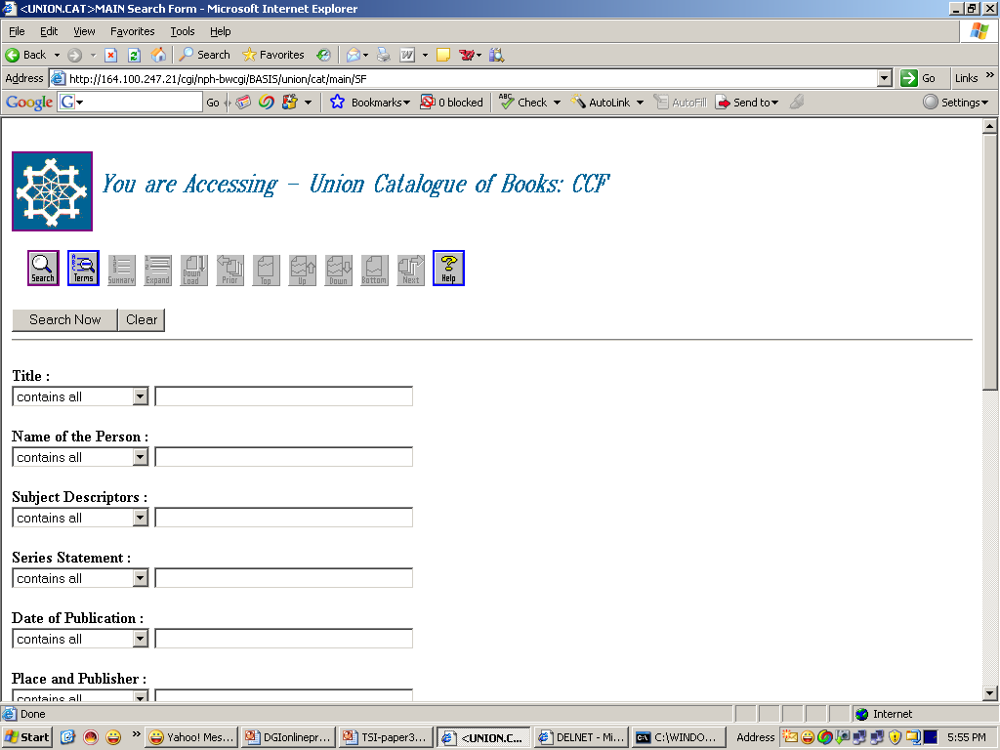 <UNION.CAT>MAIN Search Form - Microsoft Internet Explorer
File Edit View Favorites Tools Help
Back Search Favorites
Address http://164.100.247.21/cgi/nph-bwcgi/BASIS/union/cat/main/SF Go Links »
Google G Go Bookmarks 0 blocked ABC Check AutoLink AutoFill Send to Settings
You are Accessing - Union Catalogue of Books: CCF
Search Terms Summary Expand Down Load Prior Top Up Down Bottom Next Help
Search Now Clear
Title :
contains all
Name of the Person :
contains all
Subject Descriptors :
contains all
Series Statement :
contains all
Date of Publication :
contains all
Place and Publisher :
contains all
Done Internet
Start » Yahoo! Mes... DGIonlinepr... TSI-paper3... <UNION.C... DELNET - Mi... C:\WINDO... Address » 5:55 PM